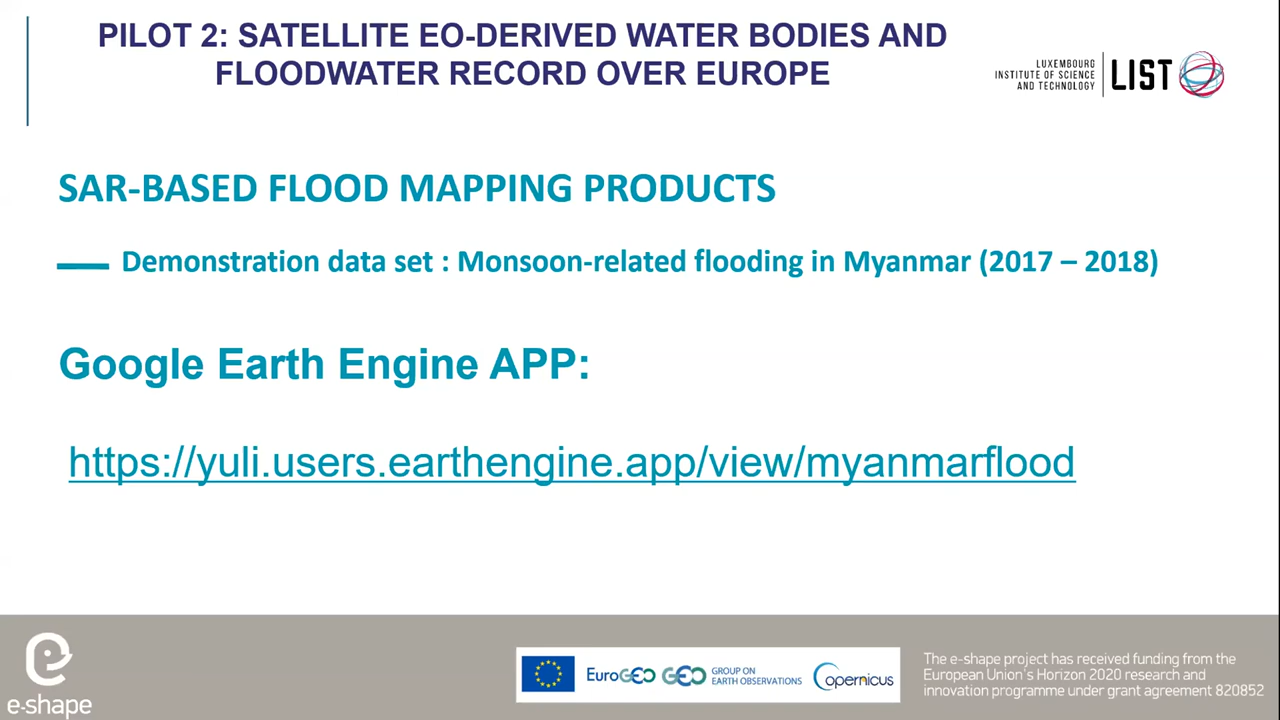 PILOT 2: SATELLITE EO-DERIVED WATER BODIES AND
FLOODWATER RECORD OVER EUROPE
LUXEMBOURG
INSTITUTE OF SCIENCE
AND TECHNOLOGY
LIST
SAR-BASED FLOOD MAPPING PRODUCTS
Demonstration data set : Monsoon-related flooding in Myanmar (2017 – 2018)
Google Earth Engine APP:
https://yuli.users.earthengine.app/view/myanmarflood
e-shape
EuroGEO
GEO
GROUP ON
EARTH OBSERVATIONS
Copernicus
The e-shape project has received funding from the
European Union's Horizon 2020 research and
innovation programme under grant agreement 820852